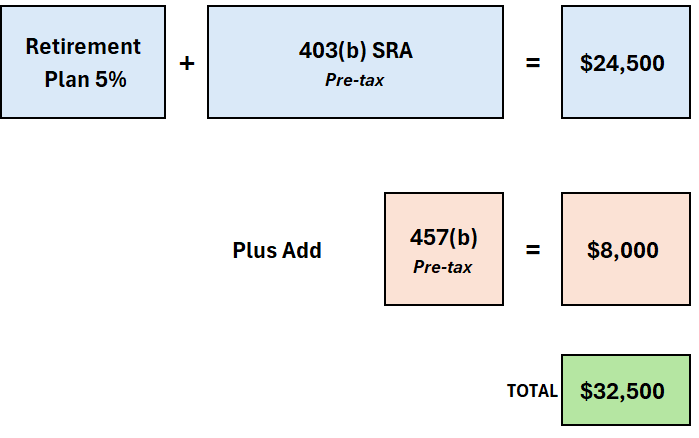 Retirement
Plan 5%
+
403(b) SRA
Pre-tax
=
$24,500
Plus Add
457(b)
Pre-tax
=
$8,000
TOTAL
$32,500